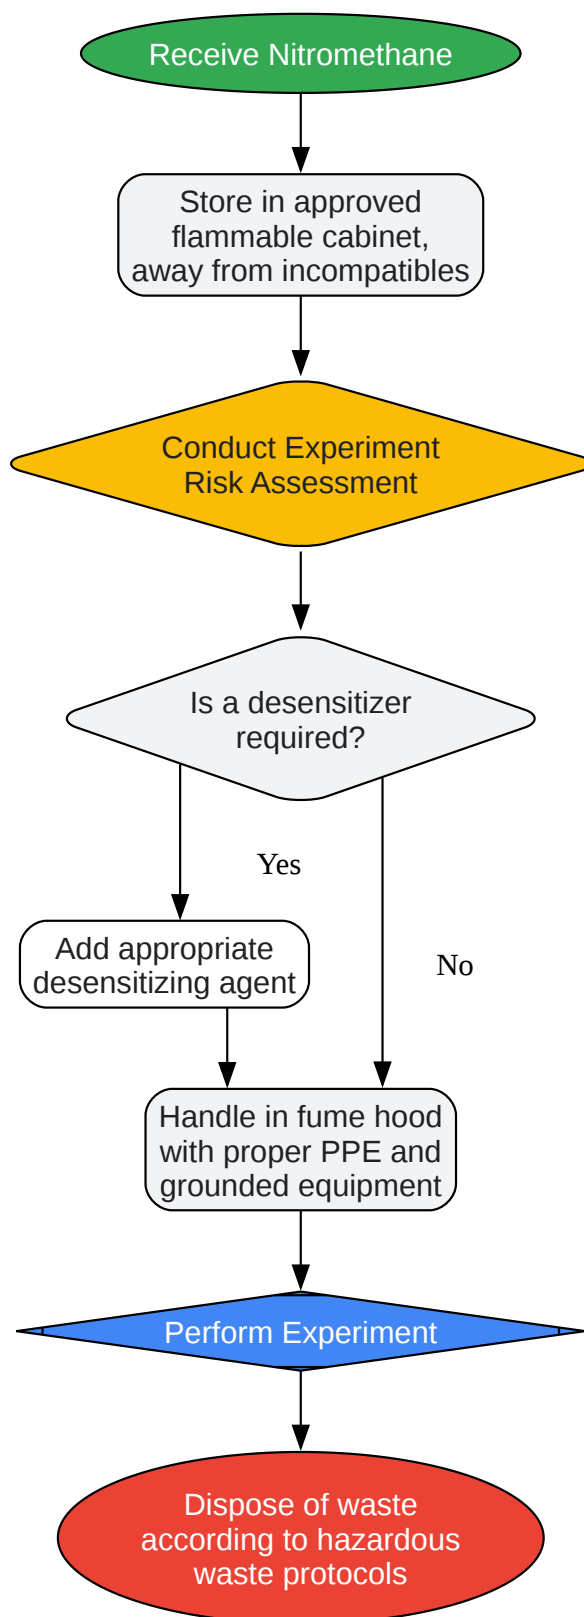 Receive Nitromethane
Store in approved
flammable cabinet,
away from incompatibles
Conduct Experiment
Risk Assessment
Is a desensitizer
required?
Yes
Add appropriate
desensitizing agent
No
Handle in fume hood
with proper PPE and
grounded equipment
Perform Experiment
Dispose of waste
according to hazardous
waste protocols